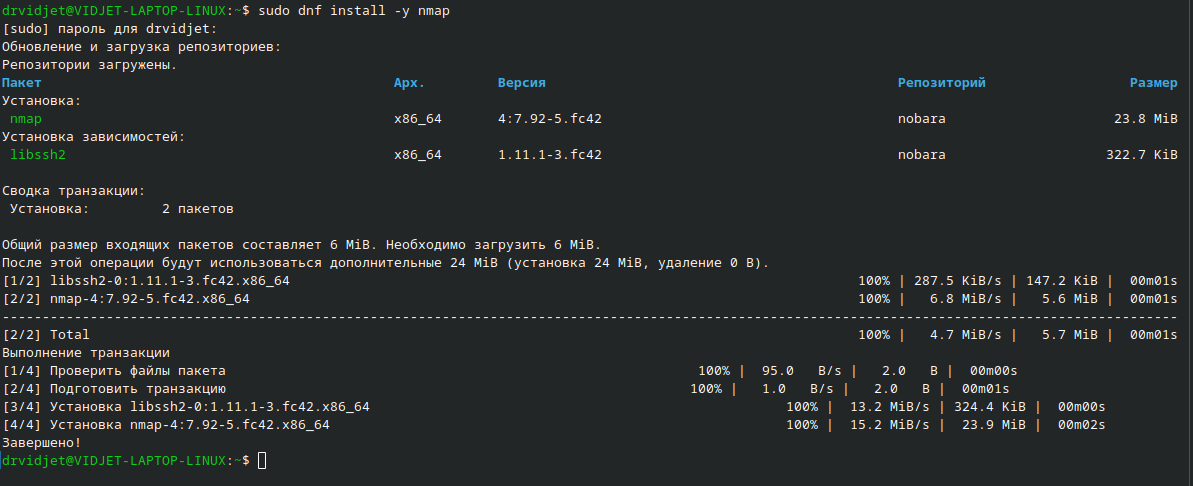 drvidjet@VIDJET-LAPTOP-LINUX:~$ sudo dnf install -y nmap
[sudo] пароль для drvidjet:
Обновление и загрузка репозиториев:
Репозитории загружены.
Пакет Арх. Версия Репозиторий Размер
Установка:
nmap x86_64 4:7.92-5.fc42 nobara 23.8 MiB
Установка зависимостей:
libssh2 x86_64 1.11.1-3.fc42 nobara 322.7 KiB
Сводка транзакции:
Установка: 2 пакетов
Общий размер входящих пакетов составляет 6 MiB. Необходимо загрузить 6 MiB.
После этой операции будут использоваться дополнительные 24 MiB (установка 24 MiB, удаление 0 B).
[1/2] libssh2-0:1.11.1-3.fc42.x86_64 100% | 287.5 KiB/s | 147.2 KiB | 00m01s
[2/2] nmap-4:7.92-5.fc42.x86_64 100% | 6.8 MiB/s | 5.6 MiB | 00m01s
---------------------------------------------------------------------------------------------------------------------------------------------------
[2/2] Total 100% | 4.7 MiB/s | 5.7 MiB | 00m01s
Выполнение транзакции
[1/4] Проверить файлы пакета 100% | 95.0 B/s | 2.0 B | 00m00s
[2/4] Подготовить транзакцию 100% | 1.0 B/s | 2.0 B | 00m01s
[3/4] Установка libssh2-0:1.11.1-3.fc42.x86_64 100% | 13.2 MiB/s | 324.4 KiB | 00m00s
[4/4] Установка nmap-4:7.92-5.fc42.x86_64 100% | 15.2 MiB/s | 23.9 MiB | 00m02s
Завершено!
drvidjet@VIDJET-LAPTOP-LINUX:~$